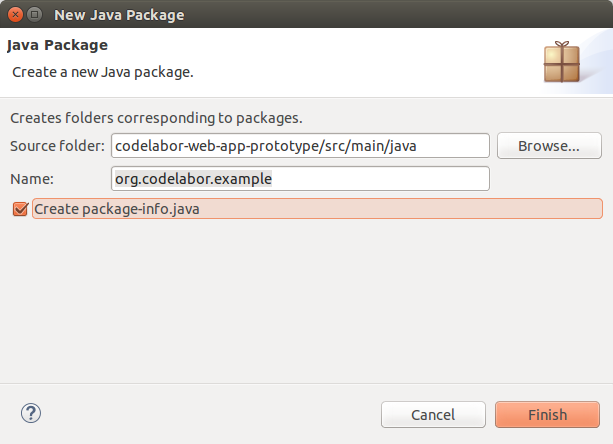 New Java Package
Java Package
Create a new Java package.
Creates folders corresponding to packages.
Source folder: codelabor-web-app-prototype/src/main/java Browse...
Name: org.codelabor.example
Create package-info.java
? Cancel Finish